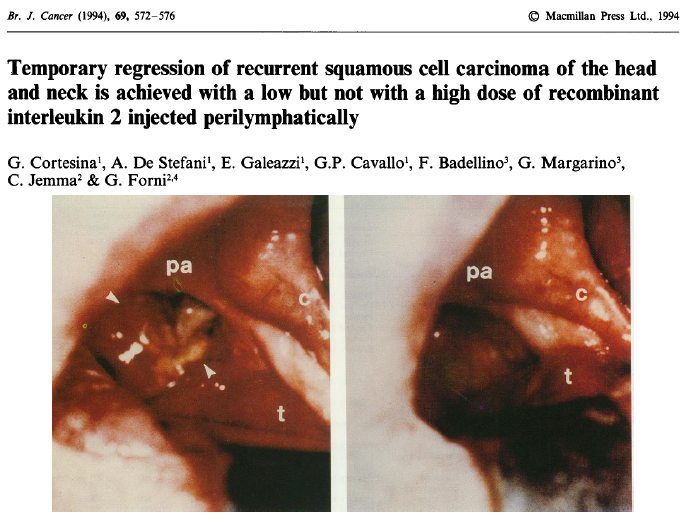 Br. J. Cancer (1994), 69, 572–576
© Macmillan Press Ltd., 1994
Temporary regression of recurrent squamous cell carcinoma of the head
and neck is achieved with a low but not with a high dose of recombinant
interleukin 2 injected perilymphatically
G. Cortesina¹, A. De Stefani¹, E. Galeazzi¹, G.P. Cavallo¹, F. Badellino³, G. Margarino³,
C. Jemma² & G. Forni²,⁴
pa
c
t
pa
c
t